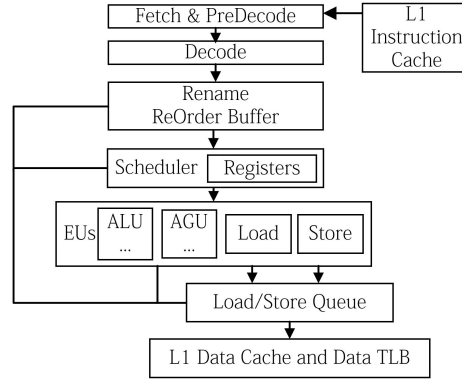 Fetch & PreDecode
L1
Instruction
Cache
Decode
Rename
ReOrder Buffer
Scheduler
Registers
EUs
ALU
...
AGU
...
Load
Store
Load/Store Queue
L1 Data Cache and Data TLB